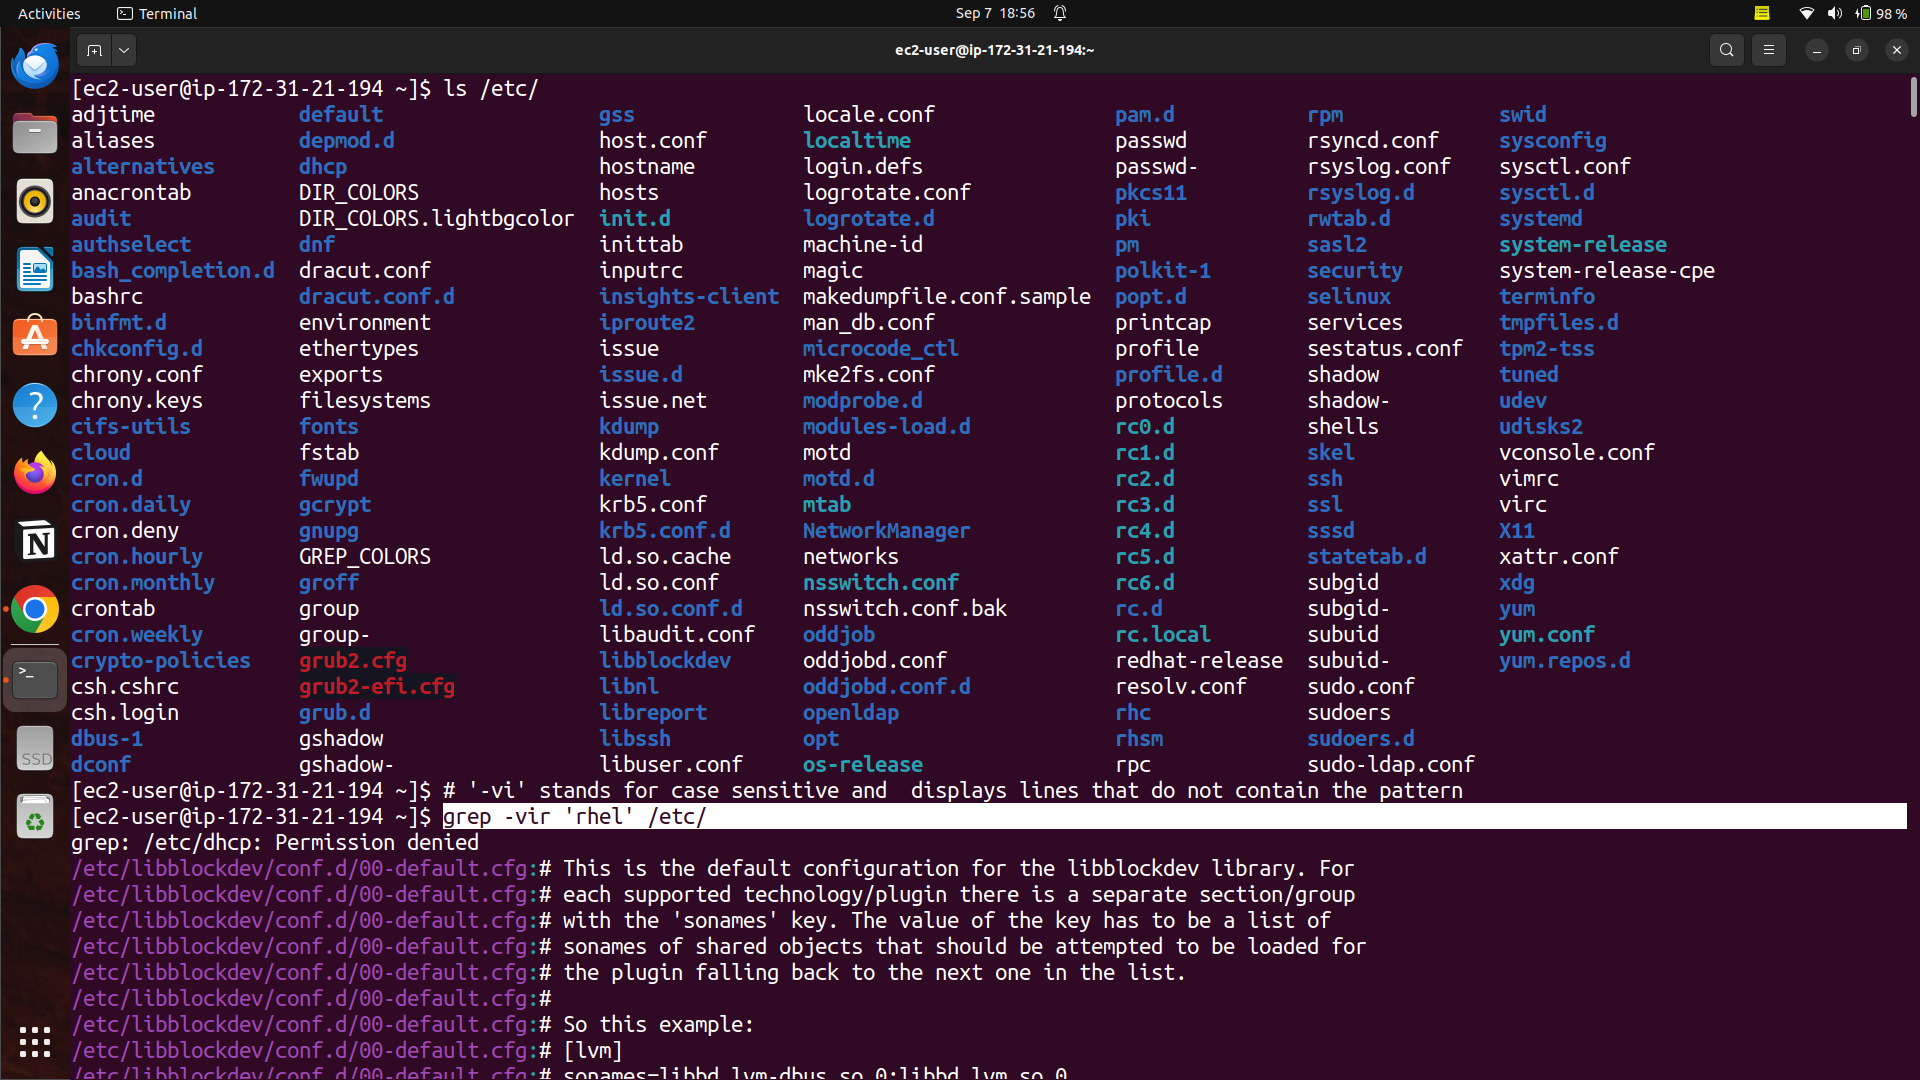 Activities Terminal Sep 7 18:56 98 %
ec2-user@ip-172-31-21-194:~
[ec2-user@ip-172-31-21-194 ~]$ ls /etc/
adjtime default gss locale.conf pam.d rpm swid
aliases depmod.d host.conf localtime passwd rsyncd.conf sysconfig
alternatives dhcp hostname login.defs passwd- rsyslog.conf sysctl.conf
anacrontab DIR_COLORS hosts logrotate.conf pkcs11 rsyslog.d sysctl.d
audit DIR_COLORS.lightbgcolor init.d logrotate.d pki rwtab.d systemd
authselect dnf inittab machine-id pm sasl2 system-release
bash_completion.d dracut.conf inputrc magic polkit-1 security system-release-cpe
bashrc dracut.conf.d insights-client makedumpfile.conf.sample popt.d selinux terminfo
binfmt.d environment iproute2 man_db.conf printcap services tmpfiles.d
chkconfig.d ethertypes issue microcode_ctl profile sestatus.conf tpm2-tss
chrony.conf exports issue.d mke2fs.conf profile.d shadow tuned
chrony.keys filesystems issue.net modprobe.d protocols shadow- udev
cifs-utils fonts kdump modules-load.d rc0.d shells udisks2
cloud fstab kdump.conf motd rc1.d skel vconsole.conf
cron.d fwupd kernel motd.d rc2.d ssh vimrc
cron.daily gcrypt krb5.conf mtab rc3.d ssl virc
cron.deny gnupg krb5.conf.d NetworkManager rc4.d sssd X11
cron.hourly GREP_COLORS ld.so.cache networks rc5.d statetab.d xattr.conf
cron.monthly groff ld.so.conf nsswitch.conf rc6.d subgid xdg
crontab group ld.so.conf.d nsswitch.conf.bak rc.d subgid- yum
cron.weekly group- libaudit.conf oddjob rc.local subuid yum.conf
crypto-policies grub2.cfg libblockdev oddjobd.conf redhat-release subuid- yum.repos.d
csh.cshrc grub2-efi.cfg libnl oddjobd.conf.d resolv.conf sudo.conf
csh.login grub.d libreport openldap rhc sudoers
dbus-1 gshadow libssh opt rhsm sudoers.d
dconf gshadow- libuser.conf os-release rpc sudo-ldap.conf
[ec2-user@ip-172-31-21-194 ~]$ # '-vi' stands for case sensitive and  displays lines that do not contain the pattern
[ec2-user@ip-172-31-21-194 ~]$ grep -vir 'rhel' /etc/
grep: /etc/dhcp: Permission denied
/etc/libblockdev/conf.d/00-default.cfg:# This is the default configuration for the libblockdev library. For
/etc/libblockdev/conf.d/00-default.cfg:# each supported technology/plugin there is a separate section/group
/etc/libblockdev/conf.d/00-default.cfg:# with the 'sonames' key. The value of the key has to be a list of
/etc/libblockdev/conf.d/00-default.cfg:# sonames of shared objects that should be attempted to be loaded for
/etc/libblockdev/conf.d/00-default.cfg:# the plugin falling back to the next one in the list.
/etc/libblockdev/conf.d/00-default.cfg:#
/etc/libblockdev/conf.d/00-default.cfg:# So this example:
/etc/libblockdev/conf.d/00-default.cfg:# [lvm]
/etc/libblockdev/conf.d/00-default.cfg:# sonames=libbd_lvm-dbus.so.0;libbd_lvm.so.0
SSD